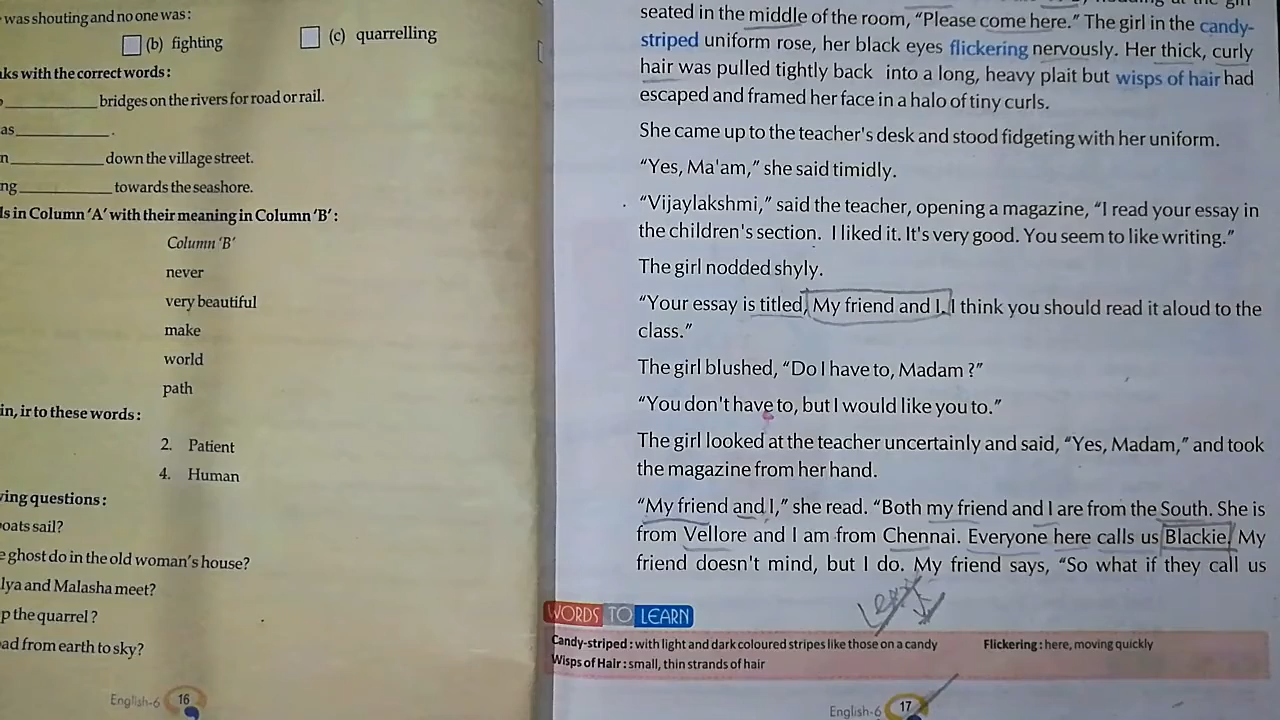 was shouting and no one was:
(b) fighting
(c) quarrelling
with the correct words:
bridges on the rivers for road or rail.
as .
down the village street.
towards the seashore.
in Column 'A' with their meaning in Column 'B':
Column 'B'
never
very beautiful
make
world
path
in, ir to these words:
2. Patient
4. Human
questions:
sail?
ghost do in the old woman's house?
and Malasha meet?
the quarrel?
from earth to sky?
English-6 16
seated in the middle of the room, "Please come here." The girl in the candy-
striped uniform rose, her black eyes flickering nervously. Her thick, curly
hair was pulled tightly back into a long, heavy plait but wisps of hair had
escaped and framed her face in a halo of tiny curls.
She came up to the teacher's desk and stood fidgeting with her uniform.
"Yes, Ma'am," she said timidly.
"Vijaylakshmi," said the teacher, opening a magazine, "I read your essay in
the children's section. I liked it. It's very good. You seem to like writing."
The girl nodded shyly.
"Your essay is titled, My friend and I. I think you should read it aloud to the
class."
The girl blushed, "Do I have to, Madam ?"
"You don't have to, but I would like you to."
The girl looked at the teacher uncertainly and said, "Yes, Madam," and took
the magazine from her hand.
"My friend and I," she read. "Both my friend and I are from the South. She is
from Vellore and I am from Chennai. Everyone here calls us Blackie. My
friend doesn't mind, but I do. My friend says, "So what if they call us
WORDS TO LEARN
Candy-striped : with light and dark coloured stripes like those on a candy
Flickering : here, moving quickly
Wisps of Hair : small, thin strands of hair
English-6 17